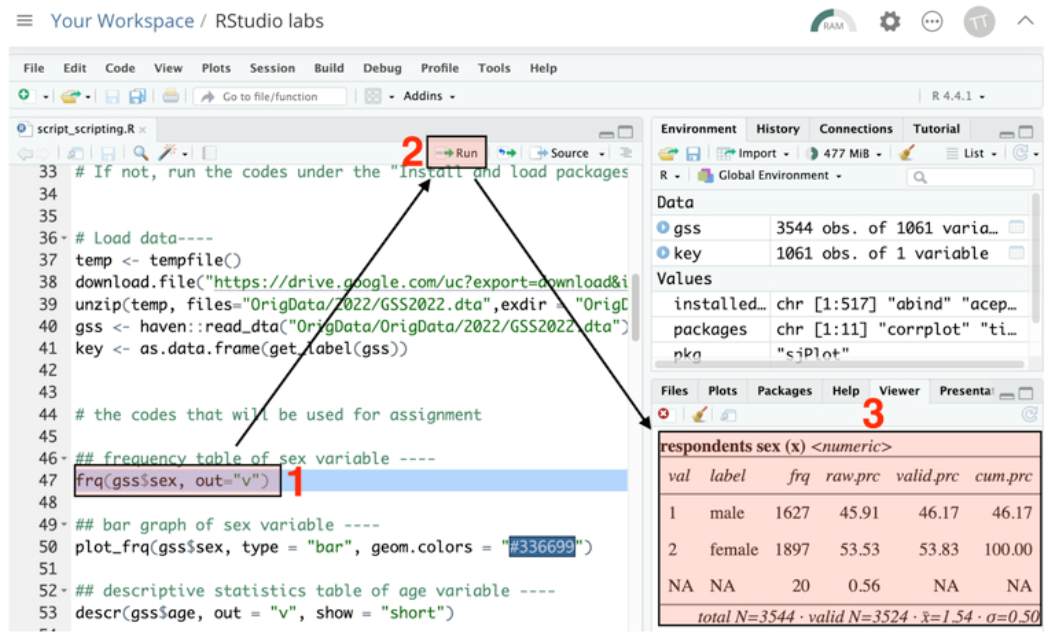 Your Workspace / RStudio labs
RAM
TT
File Edit Code View Plots Session Build Debug Profile Tools Help
Go to file/function
Addins
R 4.4.1
script_scripting.R
2
Run
Source
33 # If not, run the codes under the "Install and load packages
34
35
36 # Load data----
37 temp <- tempfile()
38 download.file("https://drive.google.com/uc?export=download&i
39 unzip(temp, files="OrigData/2022/GSS2022.dta",exdir = "OrigD
40 gss <- haven::read_dta("OrigData/OrigData/2022/GSS2022.dta")
41 key <- as.data.frame(get_label(gss))
42
43
44 # the codes that will be used for assignment
45
46 ## frequency table of sex variable ----
47 frq(gss$sex, out="v")
1
48
49 ## bar graph of sex variable ----
50 plot_frq(gss$sex, type = "bar", geom.colors = "#336699")
51
52 ## descriptive statistics table of age variable ----
53 descr(gss$age, out = "v", show = "short")
Environment History Connections Tutorial
Import 477 MiB List
R Global Environment
Data
gss 3544 obs. of 1061 varia…
key 1061 obs. of 1 variable
Values
installed… chr [1:517] "abind" "acep…
packages chr [1:11] "corrplot" "ti…
pkg "sjPlot"
Files Plots Packages Help Viewer Presenta
3
respondents sex (x) <numeric>
val label frq raw.prc valid.prc cum.prc
1 male 1627 45.91 46.17 46.17
2 female 1897 53.53 53.83 100.00
NA NA 20 0.56 NA NA
total N=3544 · valid N=3524 · x̄=1.54 · σ=0.50